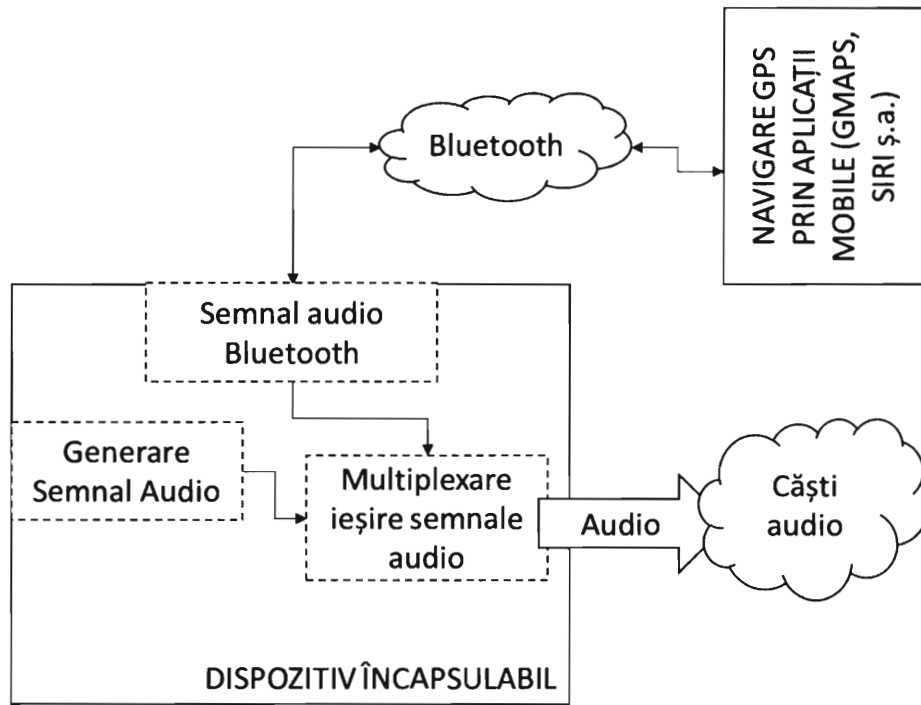 NAVIGARE GPS
PRIN APLICAȚII
MOBILE (GMAPS,
SIRI ș.a.)
Bluetooth
Semnal audio
Bluetooth
Generare
Semnal Audio
Multiplexare
ieșire semnale
audio
Audio
Căști
audio
DISPOZITIV ÎNCAPSULABIL